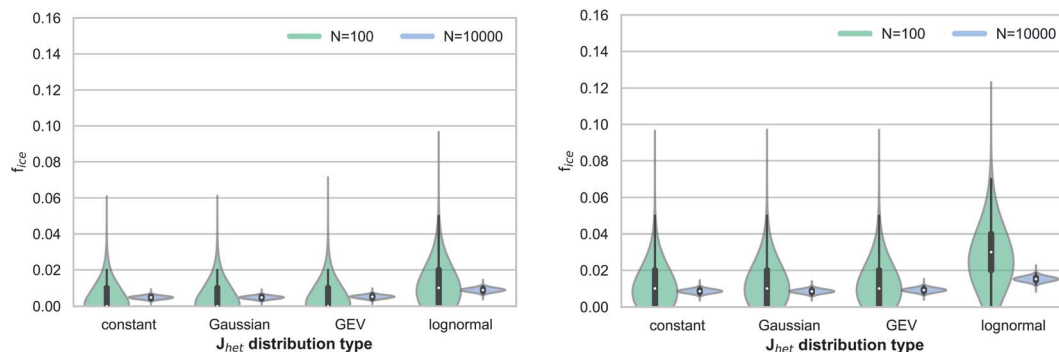 0.16
0.14
0.12
0.10
0.08
0.06
0.04
0.02
0.00
f_ice
N=100 N=10000
constant Gaussian GEV lognormal
J_het distribution type
0.16
0.14
0.12
0.10
0.08
0.06
0.04
0.02
0.00
f_ice
N=100 N=10000
constant Gaussian GEV lognormal
J_het distribution type